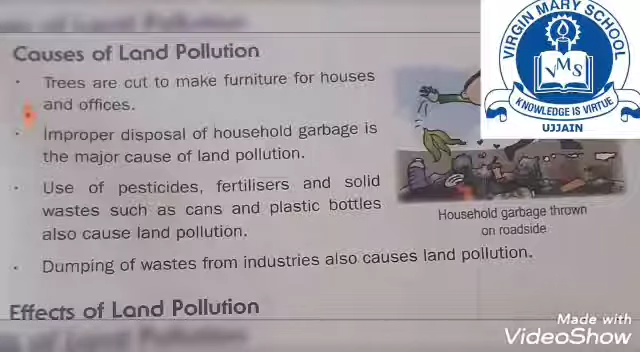 Causes of Land Pollution
· Trees are cut to make furniture for houses
and offices.
· Improper disposal of household garbage is
the major cause of land pollution.
· Use of pesticides, fertilisers and solid
wastes such as cans and plastic bottles
also cause land pollution.
· Dumping of wastes from industries also causes land pollution.
Effects of Land Pollution
Household garbage thrown
on roadside
VIRGIN MARY SCHOOL
VMS
KNOWLEDGE IS VIRTUE
UJJAIN
Made with
VideoShow